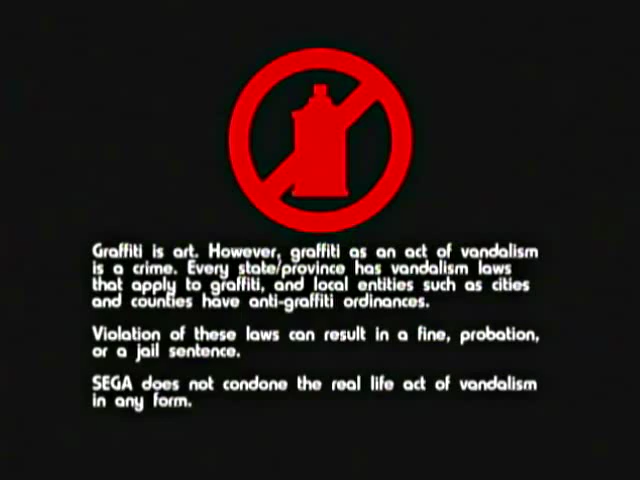 Graffiti is art. However, graffiti as an act of vandalism
is a crime. Every state/province has vandalism laws
that apply to graffiti, and local entities such as cities
and counties have anti-graffiti ordinances.
Violation of these laws can result in a fine, probation,
or a jail sentence.
SEGA does not condone the real life act of vandalism
in any form.